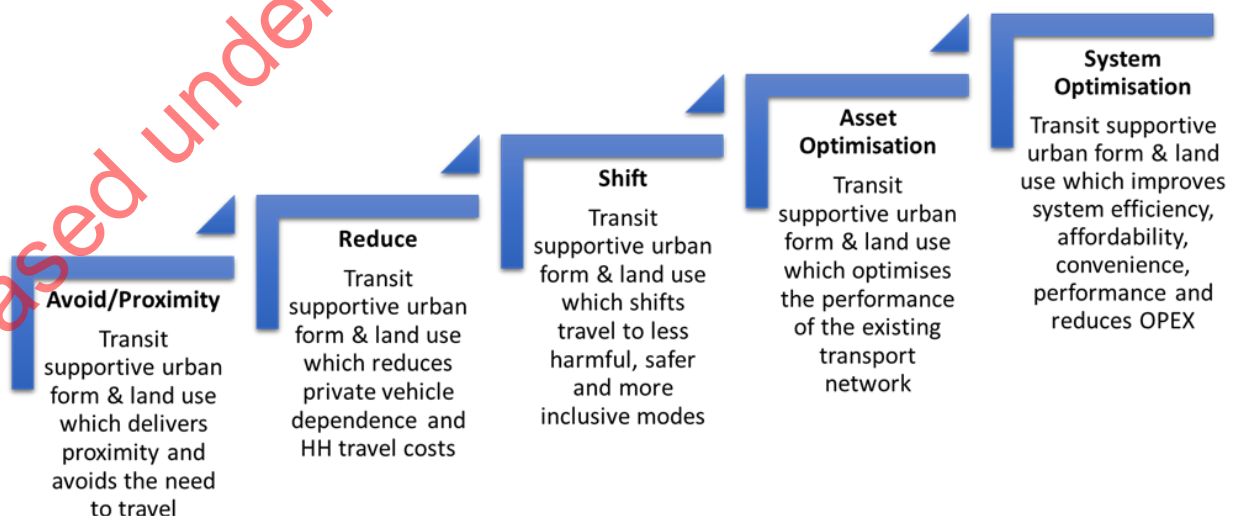 ased under
Avoid/Proximity
Transit
supportive urban
form & land use
which delivers
proximity and
avoids the need
to travel
Reduce
Transit
supportive urban
form & land use
which reduces
private vehicle
dependence and
HH travel costs
Shift
Transit
supportive urban
form & land use
which shifts
travel to less
harmful, safer
and more
inclusive modes
Asset
Optimisation
Transit
supportive urban
form & land use
which optimises
the performance
of the existing
transport
network
System
Optimisation
Transit supportive
urban form & land
use which improves
system efficiency,
affordability,
convenience,
performance and
reduces OPEX